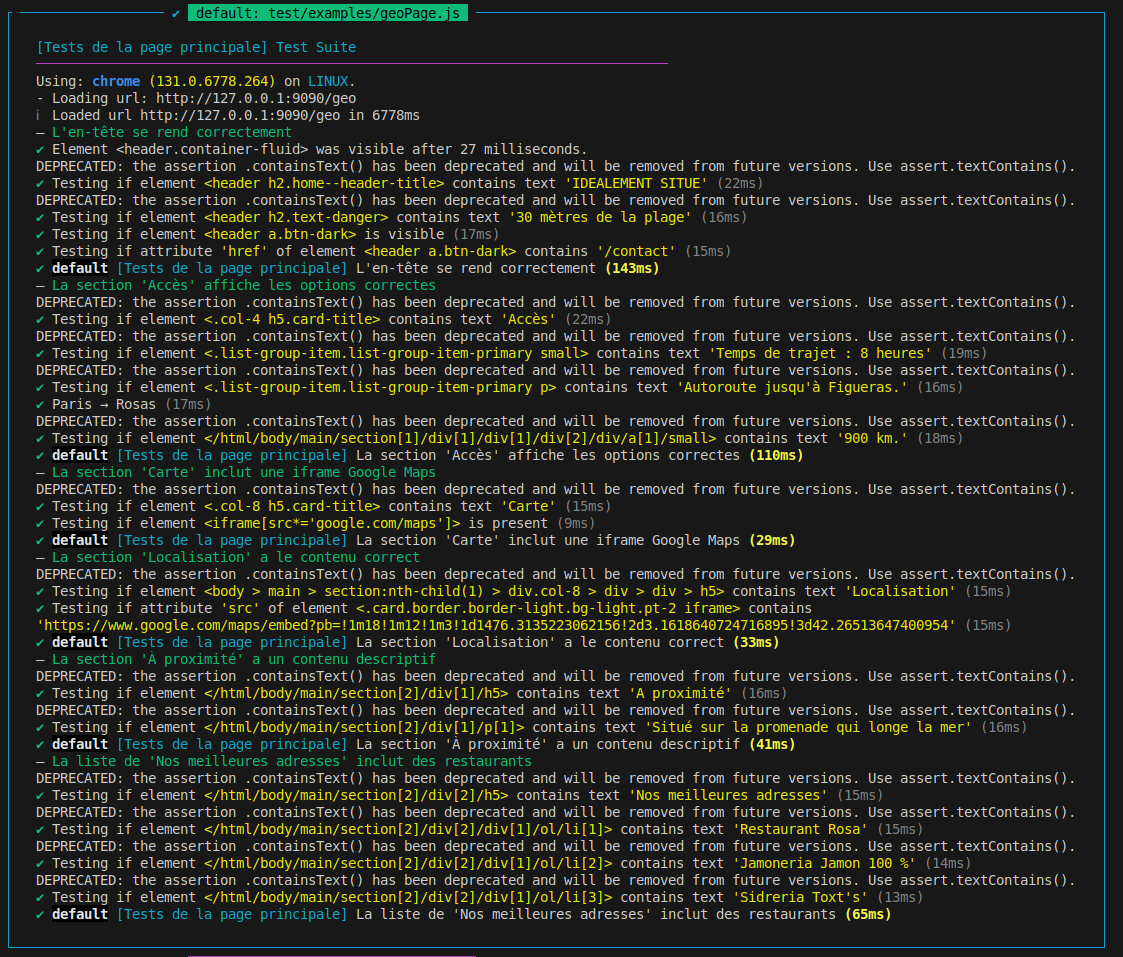 ✔ default: test/examples/geoPage.js
[Tests de la page principale] Test Suite
Using: chrome (131.0.6778.264) on LINUX.
- Loading url: http://127.0.0.1:9090/geo
ℹ Loaded url http://127.0.0.1:9090/geo in 6778ms
– L'en-tête se rend correctement
✔ Element <header.container-fluid> was visible after 27 milliseconds.
DEPRECATED: the assertion .containsText() has been deprecated and will be removed from future versions. Use assert.textContains().
✔ Testing if element <header h2.home--header-title> contains text 'IDEALEMENT SITUE' (22ms)
DEPRECATED: the assertion .containsText() has been deprecated and will be removed from future versions. Use assert.textContains().
✔ Testing if element <header h2.text-danger> contains text '30 mètres de la plage' (16ms)
✔ Testing if element <header a.btn-dark> is visible (17ms)
✔ Testing if attribute 'href' of element <header a.btn-dark> contains '/contact' (15ms)
✔ default [Tests de la page principale] L'en-tête se rend correctement (143ms)
– La section 'Accès' affiche les options correctes
DEPRECATED: the assertion .containsText() has been deprecated and will be removed from future versions. Use assert.textContains().
✔ Testing if element <.col-4 h5.card-title> contains text 'Accès' (22ms)
DEPRECATED: the assertion .containsText() has been deprecated and will be removed from future versions. Use assert.textContains().
✔ Testing if element <.list-group-item.list-group-item-primary small> contains text 'Temps de trajet : 8 heures' (19ms)
DEPRECATED: the assertion .containsText() has been deprecated and will be removed from future versions. Use assert.textContains().
✔ Testing if element <.list-group-item.list-group-item-primary p> contains text 'Autoroute jusqu'à Figueras.' (16ms)
✔ Paris → Rosas (17ms)
DEPRECATED: the assertion .containsText() has been deprecated and will be removed from future versions. Use assert.textContains().
✔ Testing if element </html/body/main/section[1]/div[1]/div[1]/div[2]/div/a[1]/small> contains text '900 km.' (18ms)
✔ default [Tests de la page principale] La section 'Accès' affiche les options correctes (110ms)
– La section 'Carte' inclut une iframe Google Maps
DEPRECATED: the assertion .containsText() has been deprecated and will be removed from future versions. Use assert.textContains().
✔ Testing if element <.col-8 h5.card-title> contains text 'Carte' (15ms)
✔ Testing if element <iframe[src*='google.com/maps']> is present (9ms)
✔ default [Tests de la page principale] La section 'Carte' inclut une iframe Google Maps (29ms)
– La section 'Localisation' a le contenu correct
DEPRECATED: the assertion .containsText() has been deprecated and will be removed from future versions. Use assert.textContains().
✔ Testing if element <body > main > section:nth-child(1) > div.col-8 > div > div > h5> contains text 'Localisation' (15ms)
✔ Testing if attribute 'src' of element <.card.border.border-light.bg-light.pt-2 iframe> contains
'https://www.google.com/maps/embed?pb=!1m18!1m12!1m3!1d1476.3135223062156!2d3.1618640724716895!3d42.26513647400954' (15ms)
✔ default [Tests de la page principale] La section 'Localisation' a le contenu correct (33ms)
– La section 'À proximité' a un contenu descriptif
DEPRECATED: the assertion .containsText() has been deprecated and will be removed from future versions. Use assert.textContains().
✔ Testing if element </html/body/main/section[2]/div[1]/h5> contains text 'A proximité' (16ms)
DEPRECATED: the assertion .containsText() has been deprecated and will be removed from future versions. Use assert.textContains().
✔ Testing if element </html/body/main/section[2]/div[1]/p[1]> contains text 'Situé sur la promenade qui longe la mer' (16ms)
✔ default [Tests de la page principale] La section 'À proximité' a un contenu descriptif (41ms)
– La liste de 'Nos meilleures adresses' inclut des restaurants
DEPRECATED: the assertion .containsText() has been deprecated and will be removed from future versions. Use assert.textContains().
✔ Testing if element </html/body/main/section[2]/div[2]/h5> contains text 'Nos meilleures adresses' (15ms)
DEPRECATED: the assertion .containsText() has been deprecated and will be removed from future versions. Use assert.textContains().
✔ Testing if element </html/body/main/section[2]/div[2]/div[1]/ol/li[1]> contains text 'Restaurant Rosa' (15ms)
DEPRECATED: the assertion .containsText() has been deprecated and will be removed from future versions. Use assert.textContains().
✔ Testing if element </html/body/main/section[2]/div[2]/div[1]/ol/li[2]> contains text 'Jamoneria Jamon 100 %' (14ms)
DEPRECATED: the assertion .containsText() has been deprecated and will be removed from future versions. Use assert.textContains().
✔ Testing if element </html/body/main/section[2]/div[2]/div[1]/ol/li[3]> contains text 'Sidreria Toxt's' (13ms)
✔ default [Tests de la page principale] La liste de 'Nos meilleures adresses' inclut des restaurants (65ms)